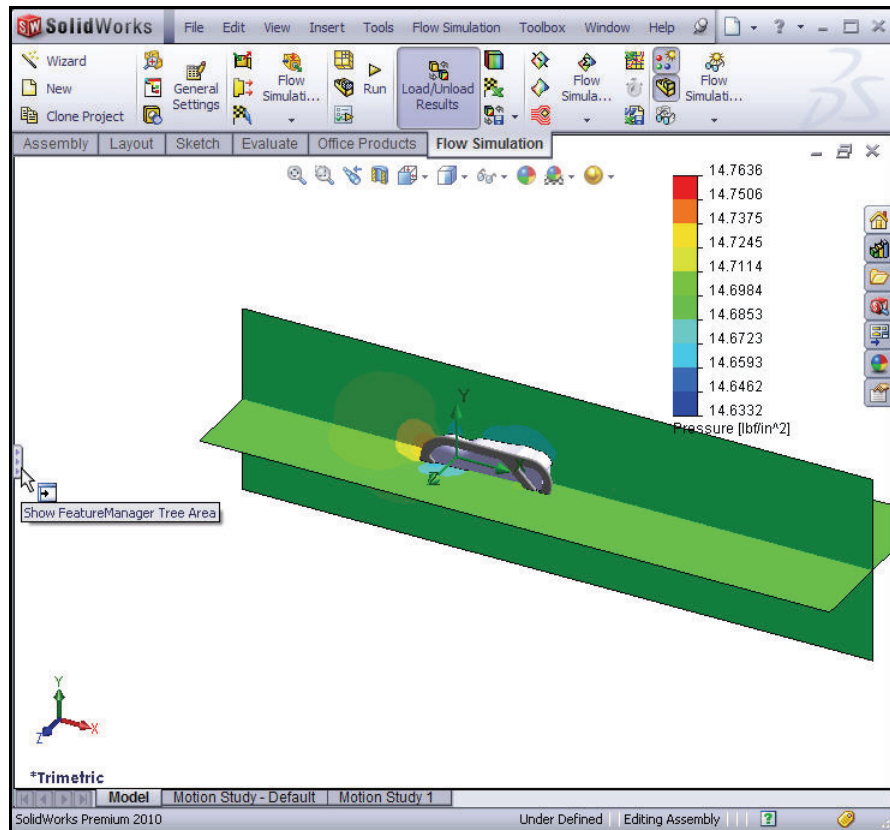 SolidWorks File Edit View Insert Tools Flow Simulation Toolbox Window Help ?
Wizard
New
Clone Project
General Settings
Flow Simulati...
Run
Load/Unload Results
Flow Simula...
Flow Simulati...
Assembly Layout Sketch Evaluate Office Products Flow Simulation
14.7636
14.7506
14.7375
14.7245
14.7114
14.6984
14.6853
14.6723
14.6593
14.6462
14.6332
Pressure [lbf/in^2]
Y
Z
Show FeatureManager Tree Area
Y
X
Z
*Trimetric
Model Motion Study - Default Motion Study 1
SolidWorks Premium 2010 Under Defined Editing Assembly ?